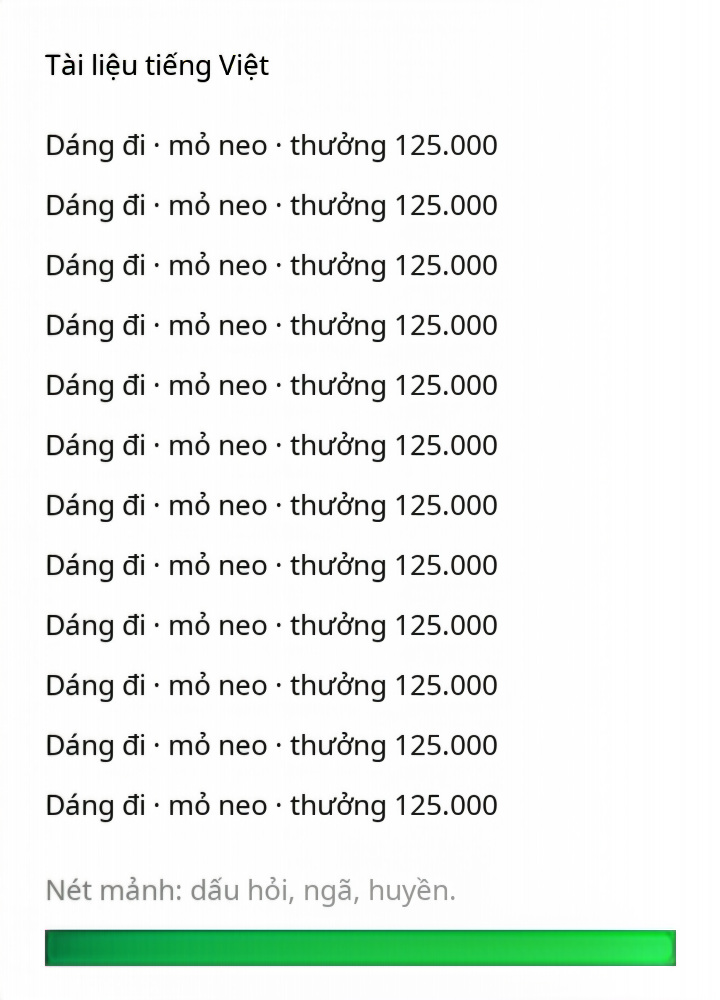 Tài liệu tiếng Việt
Dáng đi · mỏ neo · thưởng 125.000
Dáng đi · mỏ neo · thưởng 125.000
Dáng đi · mỏ neo · thưởng 125.000
Dáng đi · mỏ neo · thưởng 125.000
Dáng đi · mỏ neo · thưởng 125.000
Dáng đi · mỏ neo · thưởng 125.000
Dáng đi · mỏ neo · thưởng 125.000
Dáng đi · mỏ neo · thưởng 125.000
Dáng đi · mỏ neo · thưởng 125.000
Dáng đi · mỏ neo · thưởng 125.000
Dáng đi · mỏ neo · thưởng 125.000
Dáng đi · mỏ neo · thưởng 125.000
Nét mảnh: dấu hỏi, ngã, huyền.